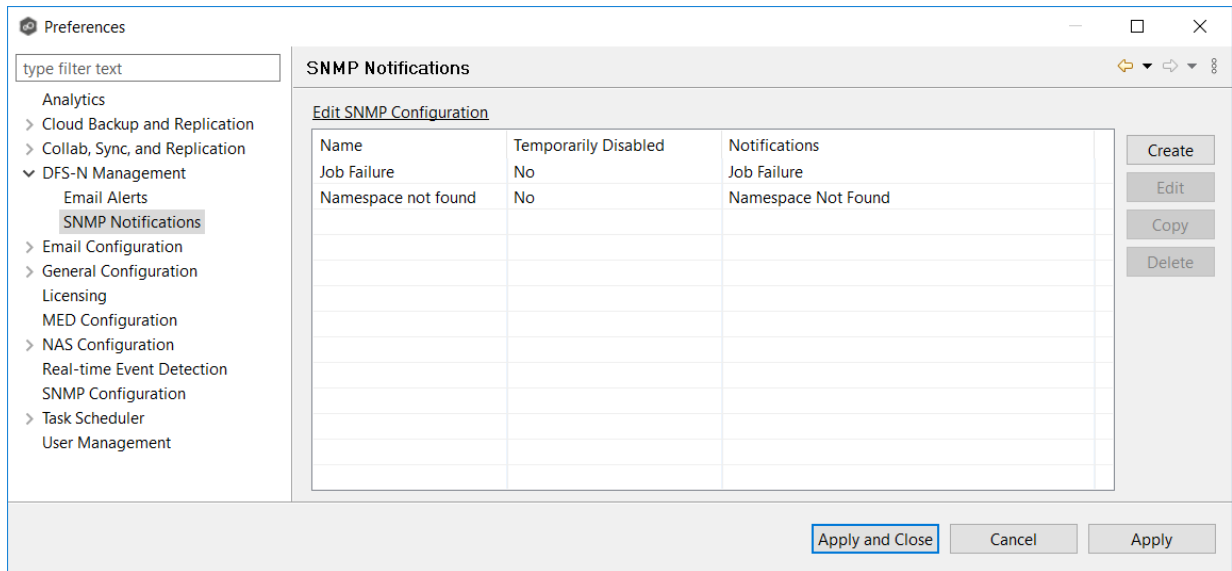 Preferences
type filter text
Analytics
Cloud Backup and Replication
Collab, Sync, and Replication
DFS-N Management
Email Alerts
SNMP Notifications
Email Configuration
General Configuration
Licensing
MED Configuration
NAS Configuration
Real-time Event Detection
SNMP Configuration
Task Scheduler
User Management
SNMP Notifications
Edit SNMP Configuration
Name Temporarily Disabled Notifications
Job Failure No Job Failure
Namespace not found No Namespace Not Found
Create
Edit
Copy
Delete
Apply and Close Cancel Apply